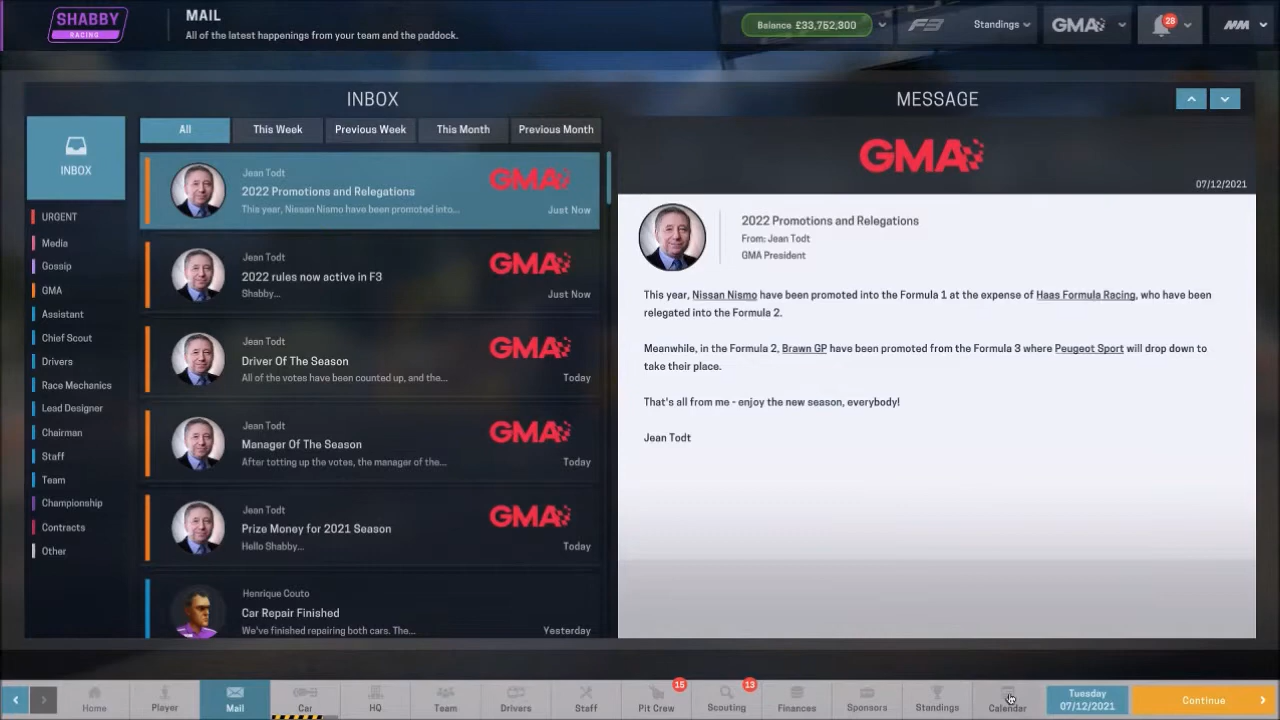 SHABBY
RACING
MAIL
All of the latest happenings from your team and the paddock.
Balance £33,752,300
F3
Standings
GMA
28
MM
INBOX
MESSAGE
INBOX
URGENT
Media
Gossip
GMA
Assistant
Chief Scout
Drivers
Race Mechanics
Lead Designer
Chairman
Staff
Team
Championship
Contracts
Other
All
This Week
Previous Week
This Month
Previous Month
Jean Todt
2022 Promotions and Relegations
This year, Nissan Nismo have been promoted into...
GMA
Just Now
Jean Todt
2022 rules now active in F3
Shabby...
GMA
Just Now
Jean Todt
Driver Of The Season
All of the votes have been counted up, and the...
GMA
Today
Jean Todt
Manager Of The Season
After totting up the votes, the manager of the...
GMA
Today
Jean Todt
Prize Money for 2021 Season
Hello Shabby...
GMA
Today
Henrique Couto
Car Repair Finished
We've finished repairing both cars. The...
Yesterday
GMA
07/12/2021
2022 Promotions and Relegations
From: Jean Todt
GMA President
This year, Nissan Nismo have been promoted into the Formula 1 at the expense of Haas Formula Racing, who have been
relegated into the Formula 2.
Meanwhile, in the Formula 2, Brawn GP have been promoted from the Formula 3 where Peugeot Sport will drop down to
take their place.
That's all from me - enjoy the new season, everybody!
Jean Todt
Home
Player
Mail
Car
HQ
Team
Drivers
Staff
15
Pit Crew
13
Scouting
Finances
Sponsors
Standings
Calendar
Tuesday
07/12/2021
Continue